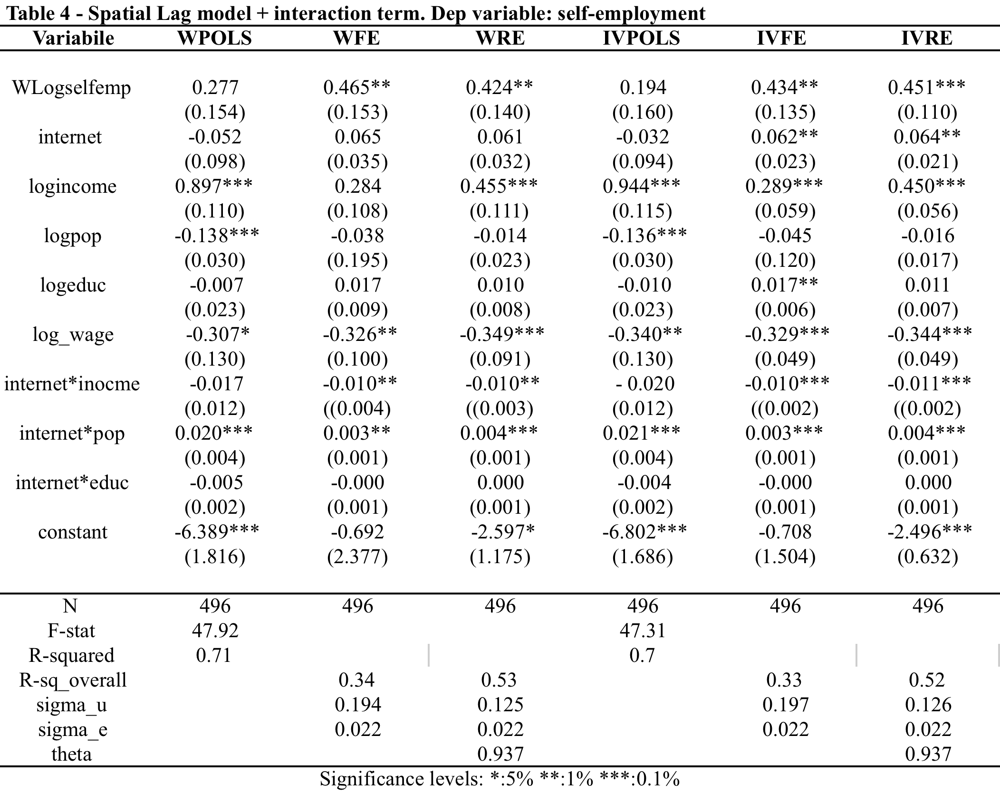 Table 4 - Spatial Lag model + interaction term. Dep variable: self-employment
Variabile WPOLS WFE WRE IVPOLS IVFE IVRE
WLogselfemp 0.277 0.465** 0.424** 0.194 0.434** 0.451***
(0.154) (0.153) (0.140) (0.160) (0.135) (0.110)
internet -0.052 0.065 0.061 -0.032 0.062** 0.064**
(0.098) (0.035) (0.032) (0.094) (0.023) (0.021)
logincome 0.897*** 0.284 0.455*** 0.944*** 0.289*** 0.450***
(0.110) (0.108) (0.111) (0.115) (0.059) (0.056)
logpop -0.138*** -0.038 -0.014 -0.136*** -0.045 -0.016
(0.030) (0.195) (0.023) (0.030) (0.120) (0.017)
logeduc -0.007 0.017 0.010 -0.010 0.017** 0.011
(0.023) (0.009) (0.008) (0.023) (0.006) (0.007)
log_wage -0.307* -0.326** -0.349*** -0.340** -0.329*** -0.344***
(0.130) (0.100) (0.091) (0.130) (0.049) (0.049)
internet*inocme -0.017 -0.010** -0.010** - 0.020 -0.010*** -0.011***
(0.012) ((0.004) ((0.003) (0.012) ((0.002) ((0.002)
internet*pop 0.020*** 0.003** 0.004*** 0.021*** 0.003*** 0.004***
(0.004) (0.001) (0.001) (0.004) (0.001) (0.001)
internet*educ -0.005 -0.000 0.000 -0.004 -0.000 0.000
(0.002) (0.001) (0.001) (0.002) (0.001) (0.001)
constant -6.389*** -0.692 -2.597* -6.802*** -0.708 -2.496***
(1.816) (2.377) (1.175) (1.686) (1.504) (0.632)
N 496 496 496 496 496 496
F-stat 47.92 47.31
R-squared 0.71 0.7
R-sq_overall 0.34 0.53 0.33 0.52
sigma_u 0.194 0.125 0.197 0.126
sigma_e 0.022 0.022 0.022 0.022
theta 0.937 0.937
Significance levels: *:5% **:1% ***:0.1%